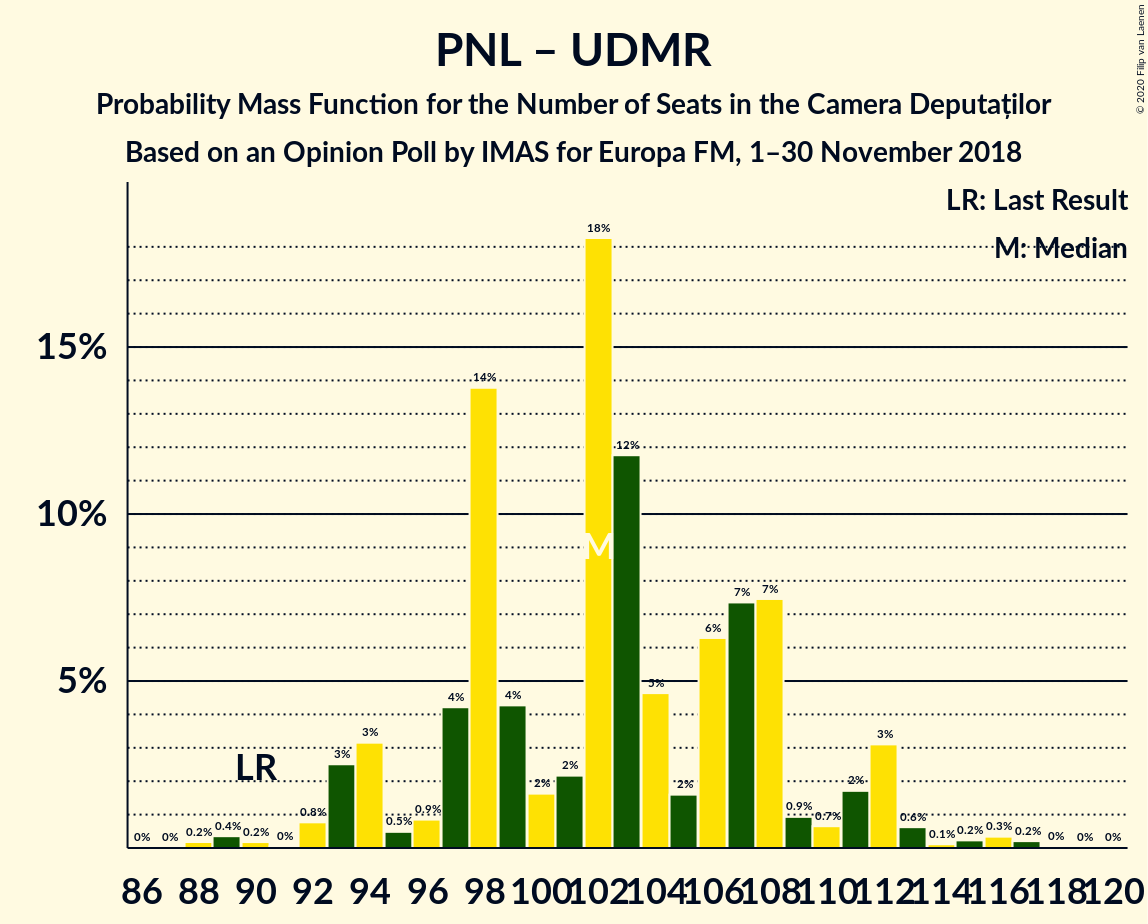 PNL – UDMR
Probability Mass Function for the Number of Seats in the Camera Deputaților
Based on an Opinion Poll by IMAS for Europa FM, 1–30 November 2018
© 2020 Filip van Laenen
LR: Last Result
M: Median
18%
15%
14%
12%
10%
M
7% 7%
6%
5%
5%
4% 4%
3%
3%
3%
LR
2%
2%
2%
2%
0.9%
0.8%
0.9%
0.7%
0.5%
0.6%
0.4%
0.3%
0% 0% 0.2% 0.2% 0% 0.1% 0.2% 0.2% 0% 0% 0%
86 88 90 92 94 96 98 100 102 104 106 108 110 112 114 116 118 120